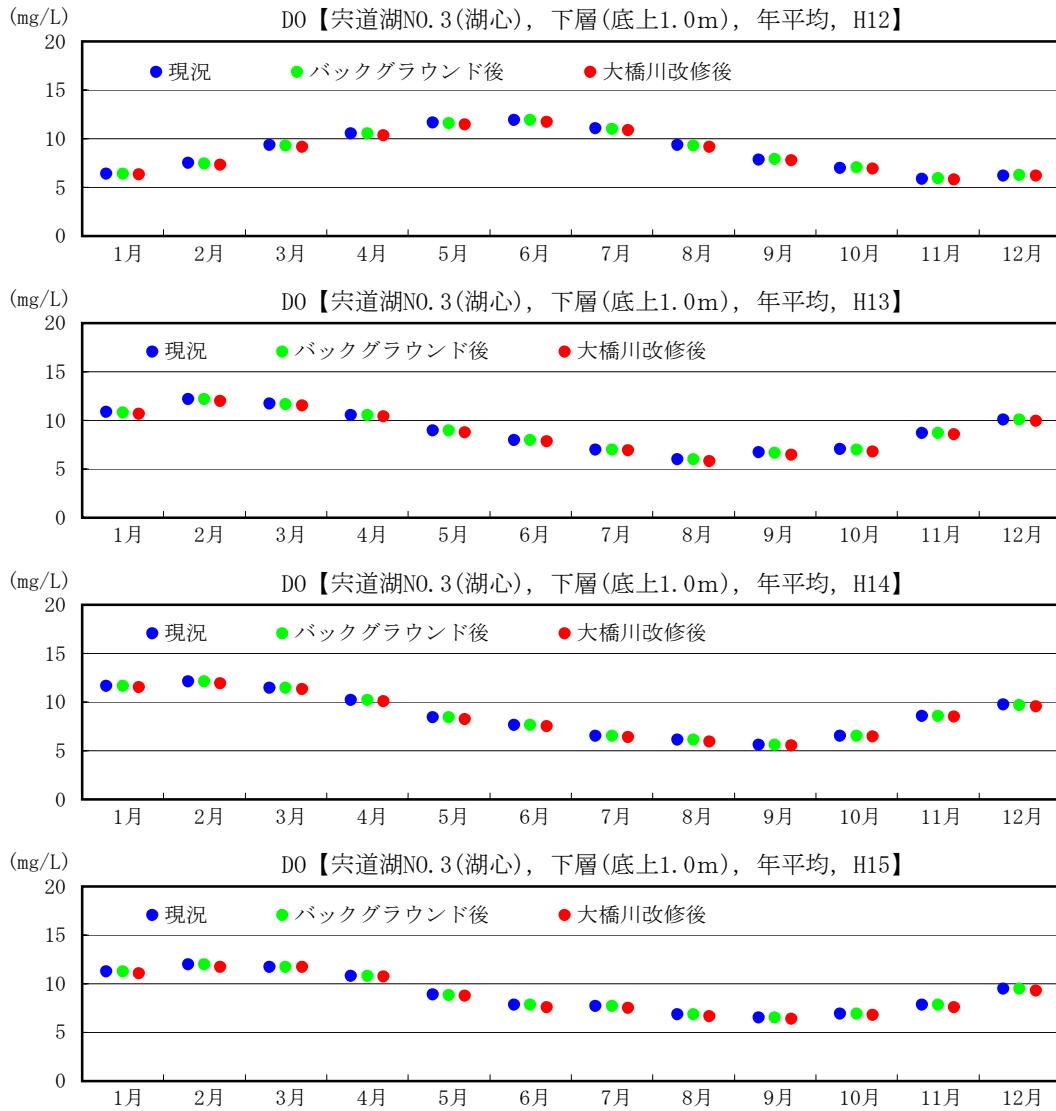 (mg/L) DO【宍道湖NO.3(湖心), 下層(底上1.0m), 年平均, H12】
20
● 現況 ● バックグラウンド後 ● 大橋川改修後
15
10
5
0
1月 2月 3月 4月 5月 6月 7月 8月 9月 10月 11月 12月
(mg/L) DO【宍道湖NO.3(湖心), 下層(底上1.0m), 年平均, H13】
20
● 現況 ● バックグラウンド後 ● 大橋川改修後
15
10
5
0
1月 2月 3月 4月 5月 6月 7月 8月 9月 10月 11月 12月
(mg/L) DO【宍道湖NO.3(湖心), 下層(底上1.0m), 年平均, H14】
20
● 現況 ● バックグラウンド後 ● 大橋川改修後
15
10
5
0
1月 2月 3月 4月 5月 6月 7月 8月 9月 10月 11月 12月
(mg/L) DO【宍道湖NO.3(湖心), 下層(底上1.0m), 年平均, H15】
20
● 現況 ● バックグラウンド後 ● 大橋川改修後
15
10
5
0
1月 2月 3月 4月 5月 6月 7月 8月 9月 10月 11月 12月